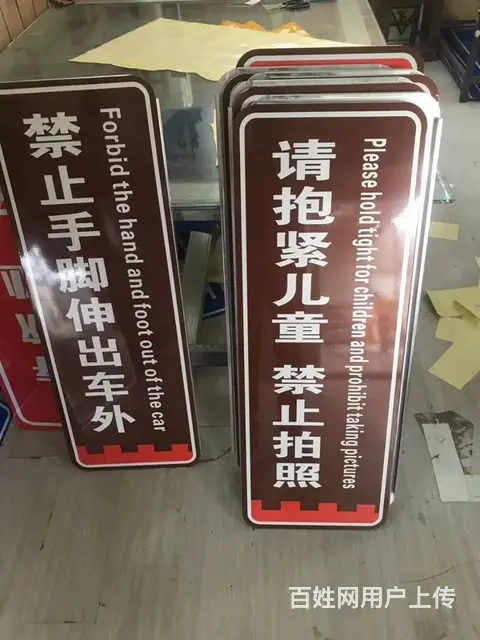 禁止手脚伸出车外
Forbid the hand and foot out of the car
请抱紧儿童 禁止拍照
Please hold tight for children and prohibit taking pictures
百姓网用户上传